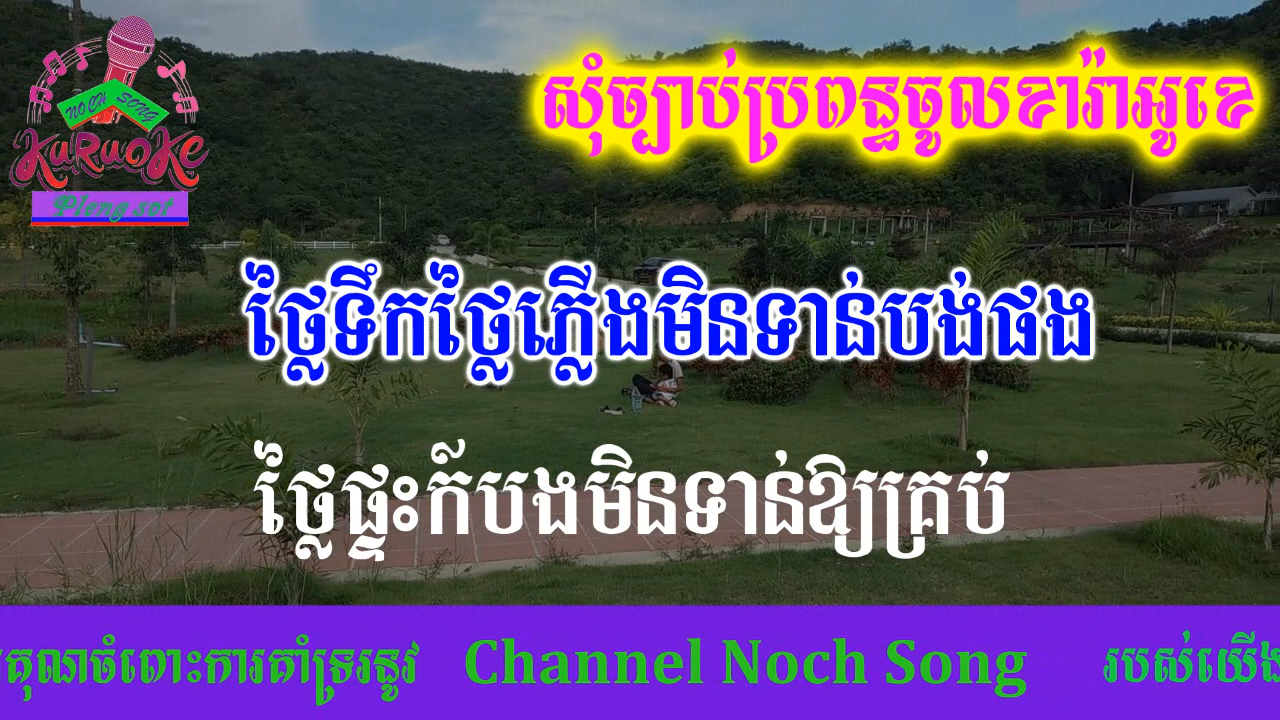 NOCH SONG
KaRuoKe
Pleng sot
សុំច្បាប់ប្រពន្ធចូលខារ៉ាអូខេ
ថ្លៃទឹកថ្លៃភ្លើងមិនទាន់បង់ផង
ថ្លៃផ្ទះក៍បងមិនទាន់ឱ្យគ្រប់
គុណចំពោះការគាំទ្រនូវ Channel Noch Song របស់យើង